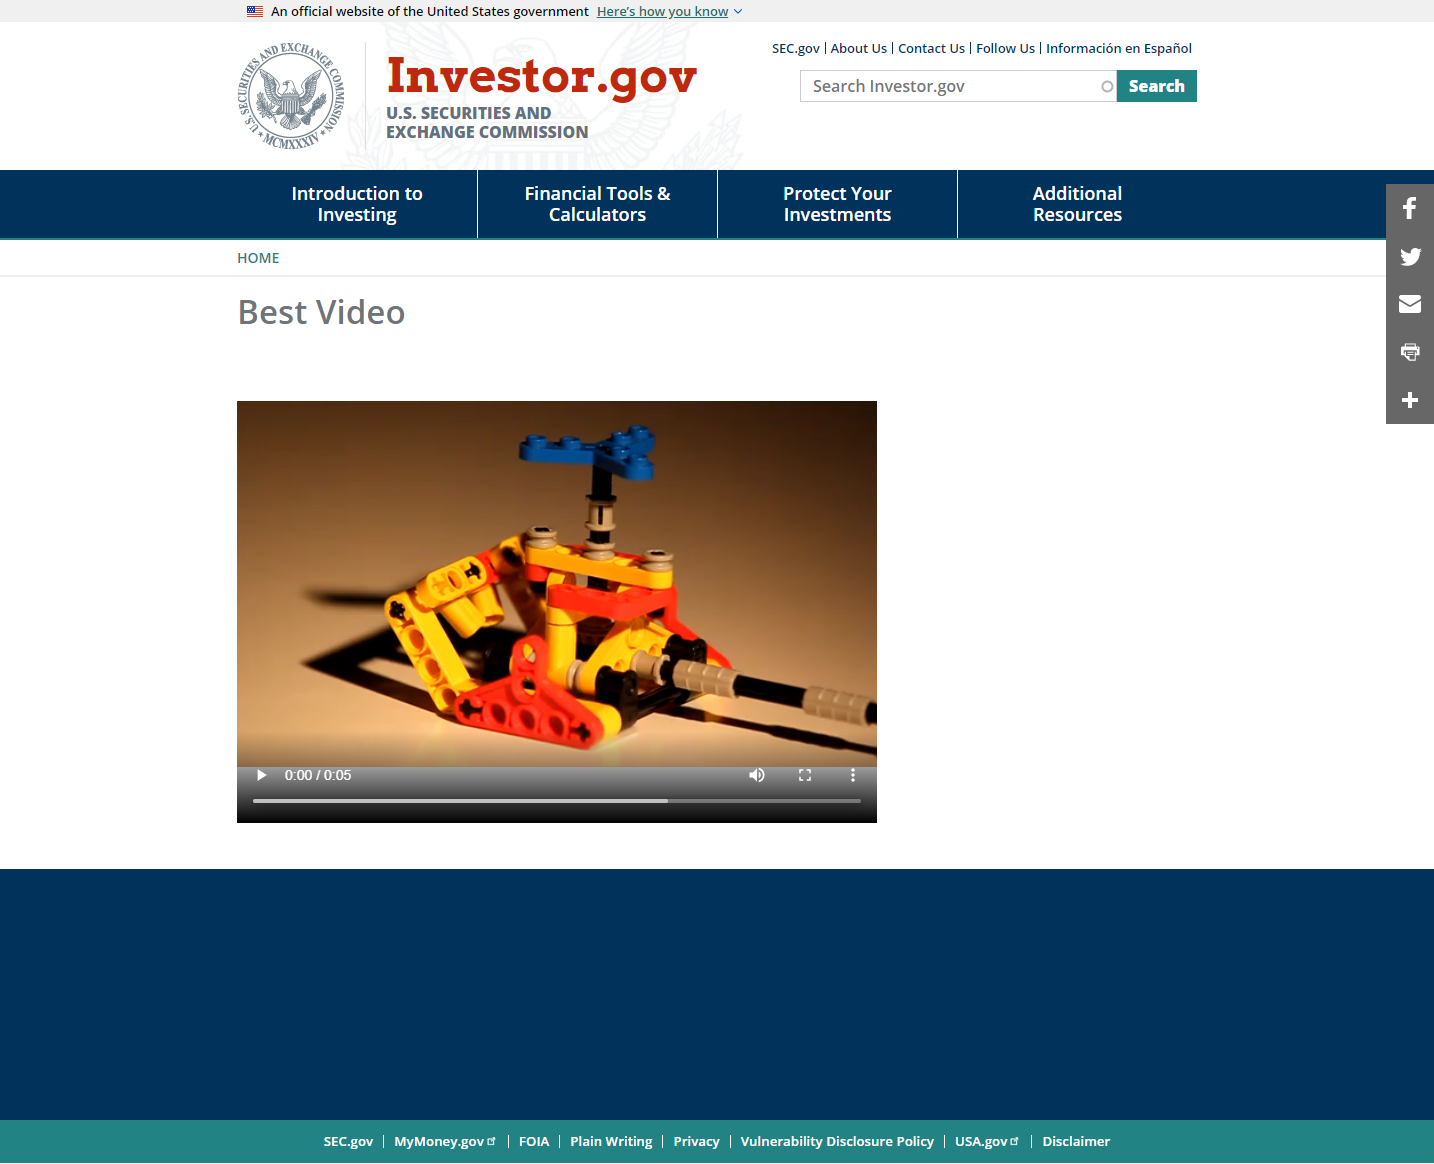 An official website of the United States government Here's how you know
SEC.gov About Us Contact Us Follow Us Información en Español
U.S. SECURITIES AND EXCHANGE COMMISSION
MCMXXXIV
Investor.gov
U.S. SECURITIES AND
EXCHANGE COMMISSION
Search Investor.gov Search
Introduction to
Investing
Financial Tools &
Calculators
Protect Your
Investments
Additional
Resources
HOME
Best Video
0:00 / 0:05
SEC.gov MyMoney.gov FOIA Plain Writing Privacy Vulnerability Disclosure Policy USA.gov Disclaimer